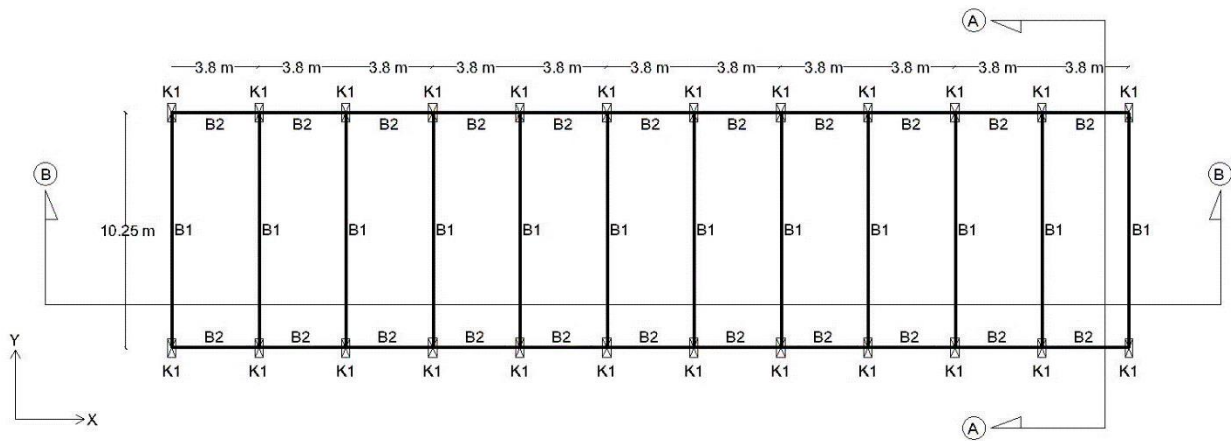 A
3.8 m 3.8 m 3.8 m 3.8 m 3.8 m 3.8 m 3.8 m 3.8 m 3.8 m 3.8 m 3.8 m
K1 K1 K1 K1 K1 K1 K1 K1 K1 K1 K1 K1
B2 B2 B2 B2 B2 B2 B2 B2 B2 B2 B2
B B
10.25 m B1 B1 B1 B1 B1 B1 B1 B1 B1 B1 B1 B1
B2 B2 B2 B2 B2 B2 B2 B2 B2 B2 B2
Y
K1 K1 K1 K1 K1 K1 K1 K1 K1 K1 K1 K1
X
A